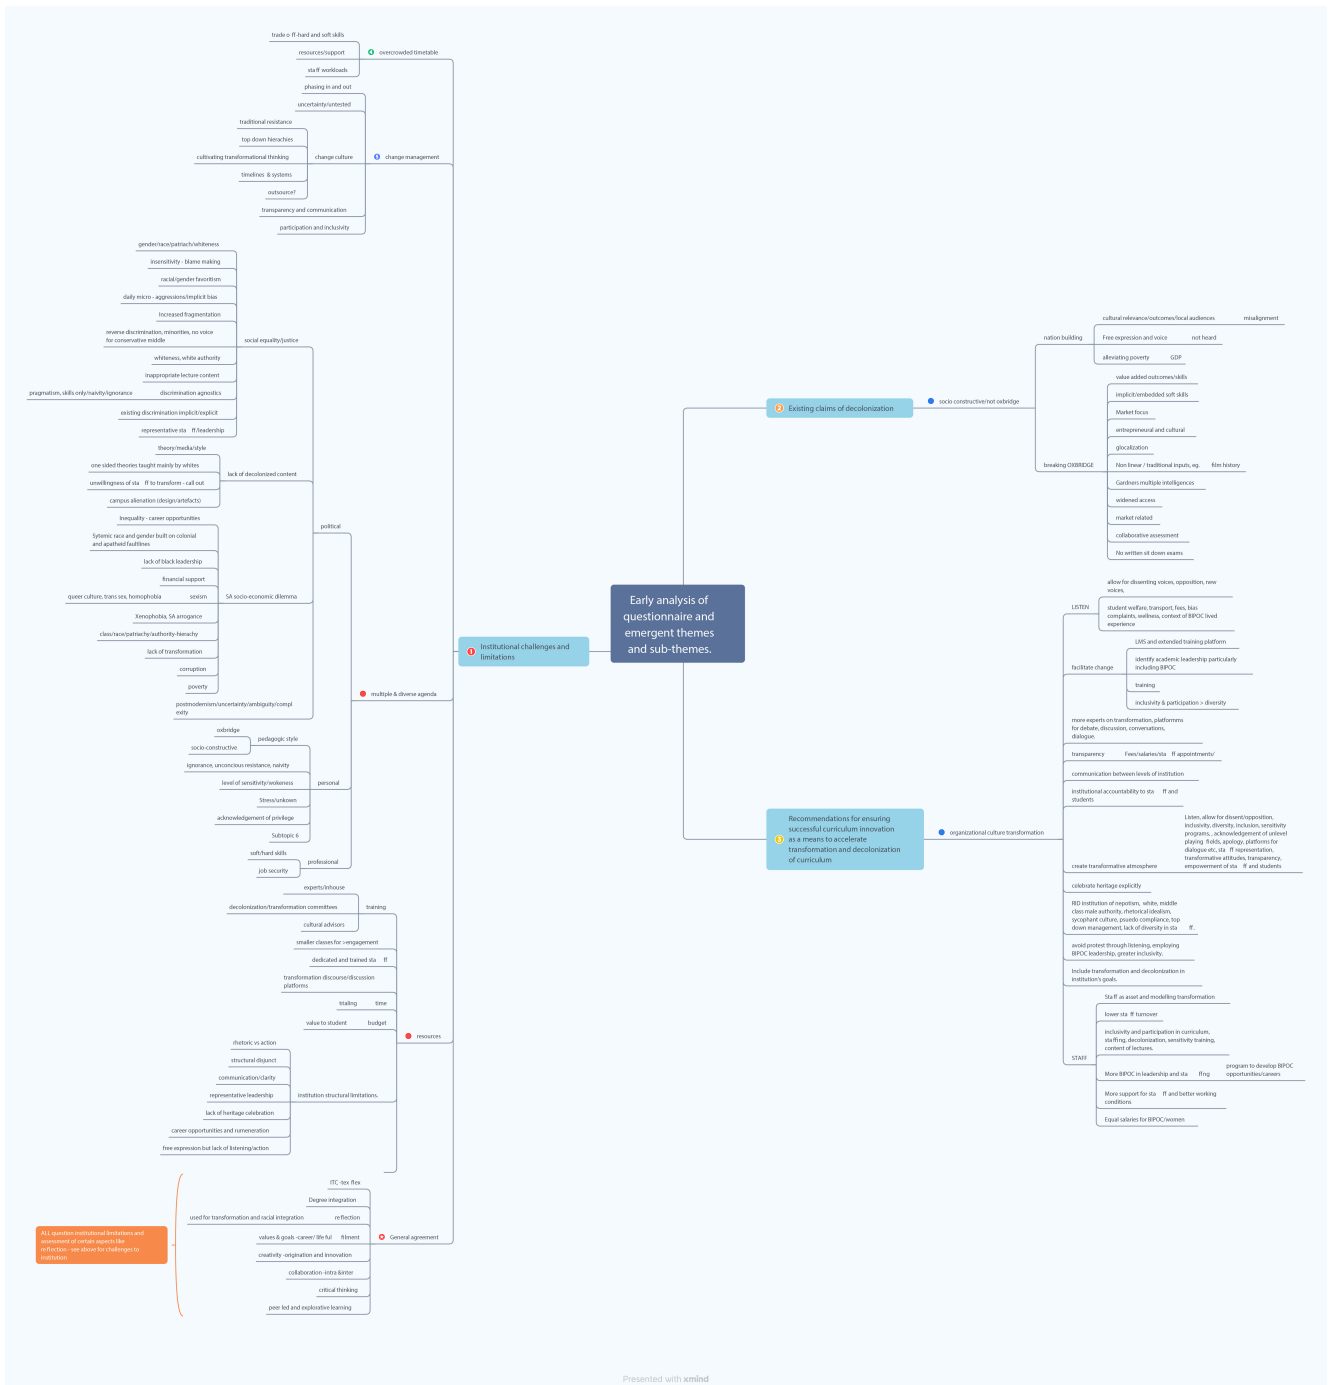 Early analysis of
questionnaire and
emergent themes
and sub-themes.
1
Institutional challenges and
limitations
4
overcrowded timetable
trade o ff-hard and soft skills
resources/support
sta ff workloads
5
change management
phasing in and out
uncertainty/untested
change culture
traditional resistance
top down hierachies
cultivating transformational thinking
timelines & systems
outsource?
transparency and communication
participation and inclusivity
multiple & diverse agenda
political
social equality/justice
gender/race/patriach/whiteness
insensitivity - blame making
racial/gender favoritism
daily micro - aggressions/implicit bias
Increased fragmentation
reverse discrimination, minorities, no voice
for conservative middle
whiteness, white authority
inappropriate lecture content
discrimination agnostics
pragmatism, skills only/naivity/ignorance
existing discrimination implicit/explicit
representative sta ff/leadership
lack of decolonized content
theory/media/style
one sided theories taught mainly by whites
unwillingness of sta ff to transform - call out
campus alienation (design/artefacts)
SA socio-economic dilemma
Inequality - career opportunities
Sytemic race and gender built on colonial
and apatheid faultlines
lack of black leadership
financial support
sexism
queer culture, trans sex, homophobia
Xenophobia, SA arrogance
class/race/patriachy/authority-hierachy
lack of transformation
corruption
poverty
postmodernism/uncertainty/ambiguity/compl
exity
personal
pedagogic style
oxbridge
socio-constructive
ignorance, unconcious resistance, naivity
level of sensitivity/wokeness
Stress/unkown
acknowledgement of privilege
Subtopic 6
professional
soft/hard skills
job security
resources
training
experts/inhouse
decolonization/transformation committees
cultural advisors
smaller classes for >engagement
dedicated and trained sta ff
transformation discourse/discussion
platforms
time
trialing
budget
value to student
institution structural limitations.
rhetoric vs action
structural disjunct
communication/clarity
representative leadership
lack of heritage celebration
career opportunities and rumeneration
free expression but lack of listening/action
General agreement
ITC -tex flex
Degree integration
re flection
used for transformation and racial integration
values & goals -career/ life ful filment
creativity -origination and innovation
collaboration -intra &inter
critical thinking
peer led and explorative learning
ALL question institutional limitations and
assessment of certain aspects like
re flection - see above for challenges to
institution
2
Existing claims of decolonization
socio constructive/not oxbridge
nation building
cultural relevance/outcomes/local audiences
misalignment
Free expression and voice
not heard
alleviating poverty
GDP
breaking OXBRIDGE
value added outcomes/skills
implicit/embedded soft skills
Market focus
entrepreneural and cultural
glocalization
Non linear / traditional inputs, eg.
film history
Gardners multiple intelligences
widened access
market related
collaborative assessment
No written sit down exams
3
Recommendations for ensuring
successful curriculum innovation
as a means to accelerate
transformation and decolonization
of curriculum
organizational culture transformation
LISTEN
allow for dissenting voices, opposition, new
voices,
student welfare, transport, fees, bias
complaints, wellness, context of BIPOC lived
experience
facilitate change
LMS and extended training platform
identify academic leadership particularly
including BIPOC
training
inclusivity & participation > diversity
more experts on transformation, platformms
for debate, discussion, conversations,
dialogue.
transparency
Fees/salaries/sta ff appointments/
communication between levels of institution
institutional accountability to sta ff and
students
create transformative atmosphere
Listen, allow for dissent/opposition,
inclusivity, diversity, inclusion, sensitivity
programs, , acknowledgement of unlevel
playing fields, apology, platforms for
dialogue etc, sta ff representation,
transformative attitudes, transparency,
empowerment of sta ff and students
celebrate heritage explicitly
RID institution of nepotism, white, middle
class male authority, rhetorical idealism,
sycophant culture, psuedo compliance, top
down management, lack of diversity in sta ff.
avoid protest through listening, employing
BIPOC leadership, greater inclusivity.
Include transformation and decolonization in
institution's goals.
STAFF
Sta ff as asset and modelling transformation
lower sta ff turnover
inclusivity and participation in curriculum,
sta ffing, decolonization, sensitivity training,
content of lectures.
More BIPOC in leadership and sta ffing
program to develop BIPOC
opportunities/careers
More support for sta ff and better working
conditions
Equal salaries for BIPOC/women
Presented with xmind